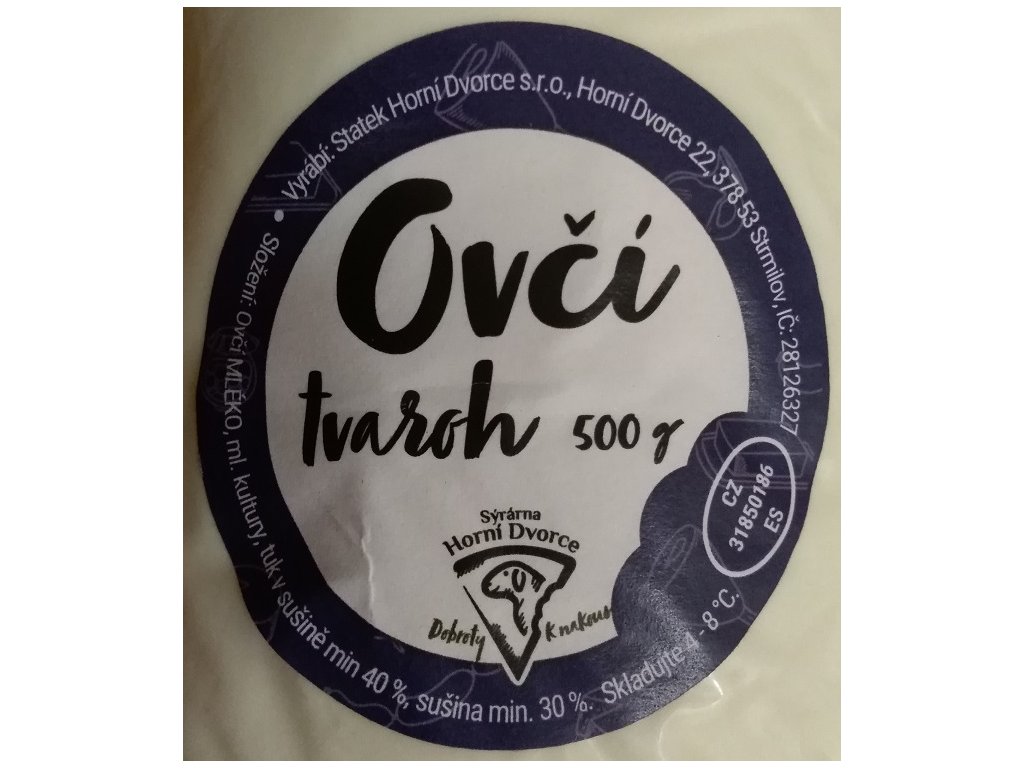 Vyrábí: Statek Horní Dvorce s.r.o., Horní Dvorce 22, 378 53 Strmilov, IČ: 28126327
Ovčí
tvaroh 500 g
Sýrárna
Horní Dvorce
Dobroty
CZ
31850186
ES
Složení: Ovčí MLÉKO, ml. kultury, tuk v sušině min 40 %, sušina min. 30 %. Skladujte 4 - 8 °C.